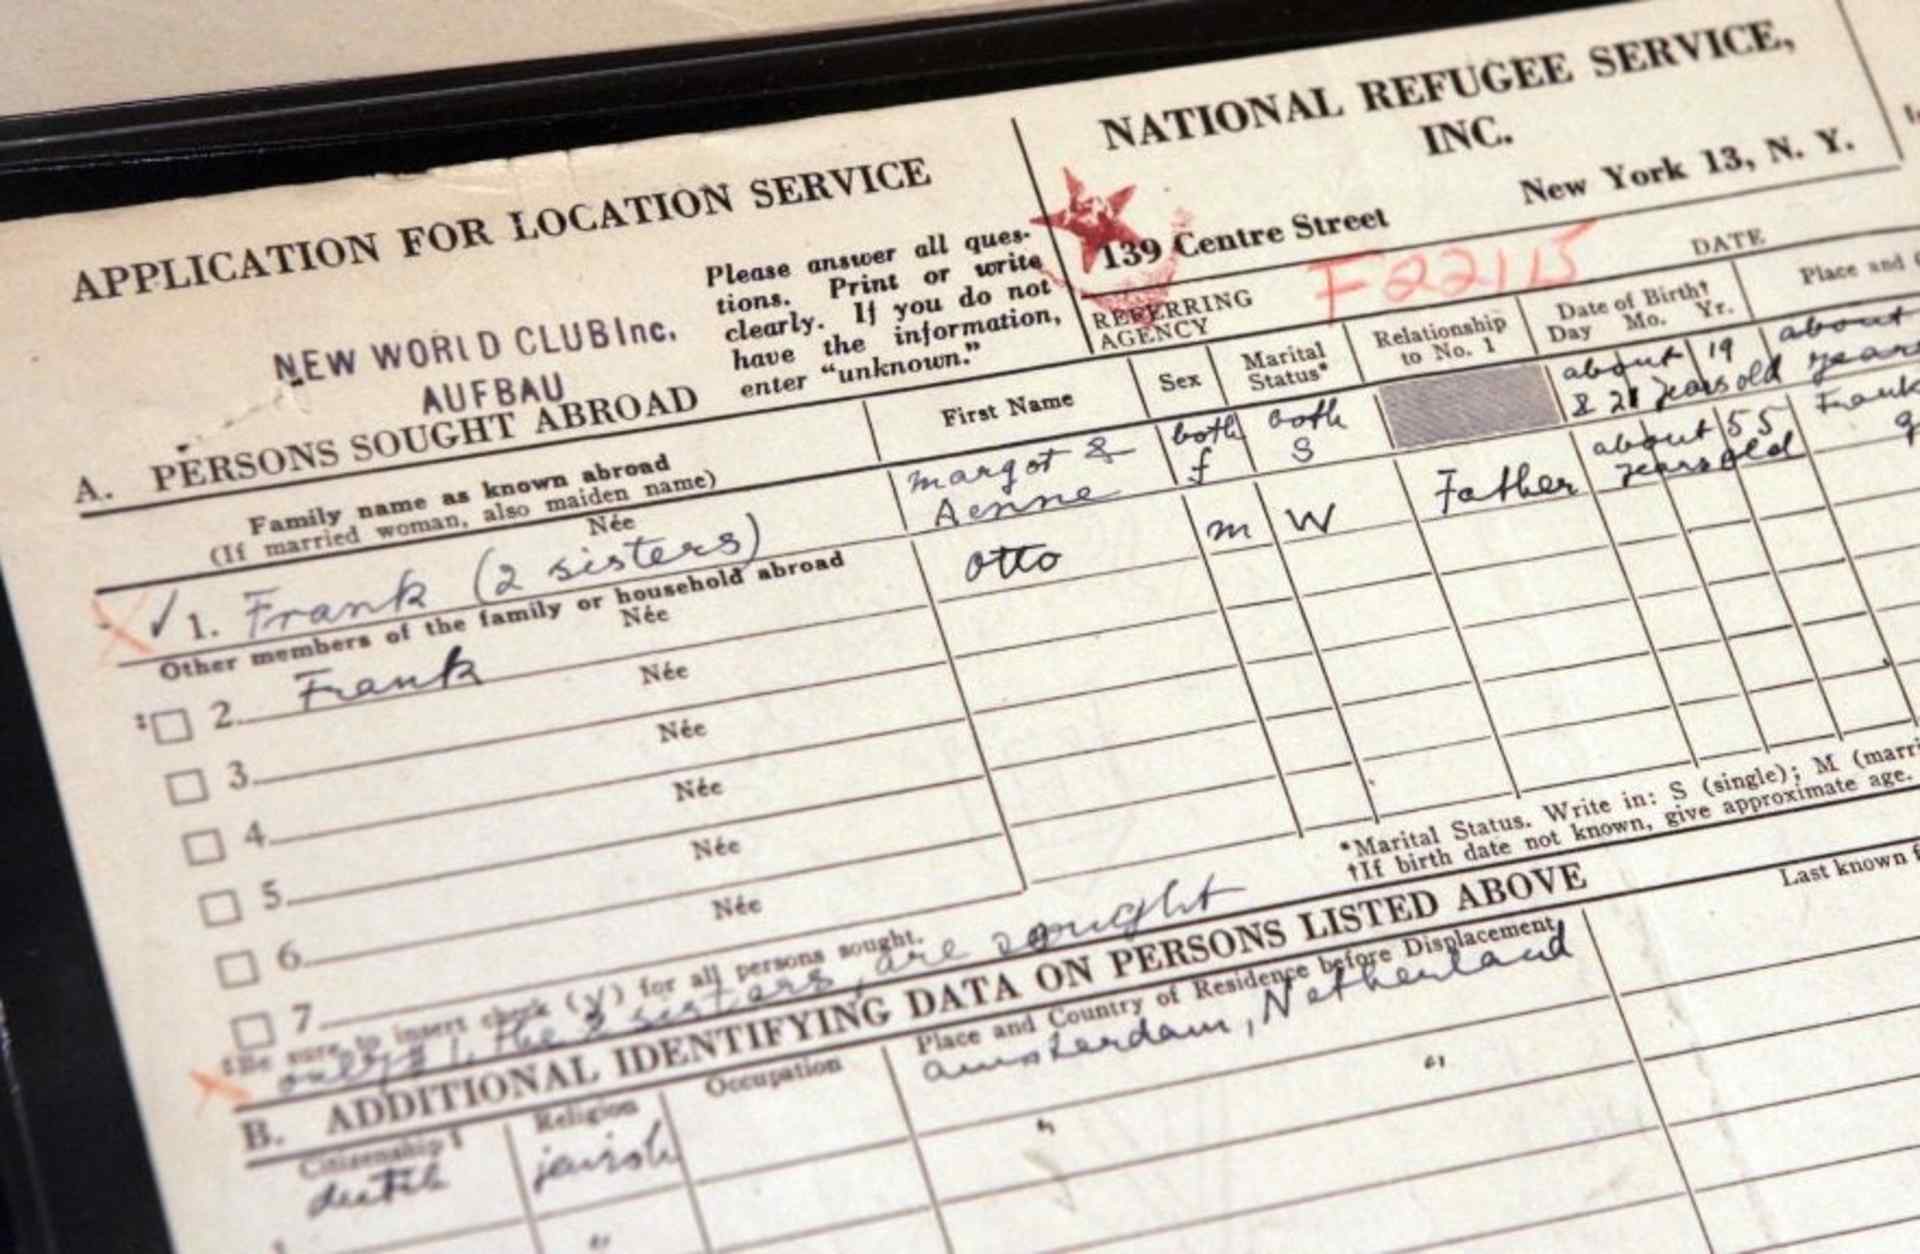 NATIONAL REFUGEE SERVICE,
INC.
139 Centre Street
New York 13, N. Y.
APPLICATION FOR LOCATION SERVICE
NEW WORLD CLUB Inc.
AUFBAU
Please answer all ques-
tions. Print or write
clearly. If you do not
have the information,
enter "unknown."
REFERRING
AGENCY
F22115
DATE
A. PERSONS SOUGHT ABROAD
Family name as known abroad
(If married woman, also maiden name)
First Name
Sex
Marital
Status*
Relationship
to No. 1
Date of Birth†
Day Mo. Yr.
Place and
Née
✓ 1. Frank (2 sisters)
margot &
Aenne
both
f
both
S
about 19
& 21 years old
about
years
Other members of the family or household abroad
Née
2. Frank
Otto
m
W
Father
about 55
years old
Frank
Née
3.
Née
4.
Née
5.
Née
6.
Née
7.
‡Be sure to insert check (√) for all persons sought.
only # 1, the 2 sisters, are sought
*Marital Status. Write in: S (single); M (marri
†If birth date not known, give approximate age.
B. ADDITIONAL IDENTIFYING DATA ON PERSONS LISTED ABOVE
Citizenship
Religion
Occupation
Place and Country of Residence before Displacement
Last known
jewish
amsterdam, Netherland
" "
"